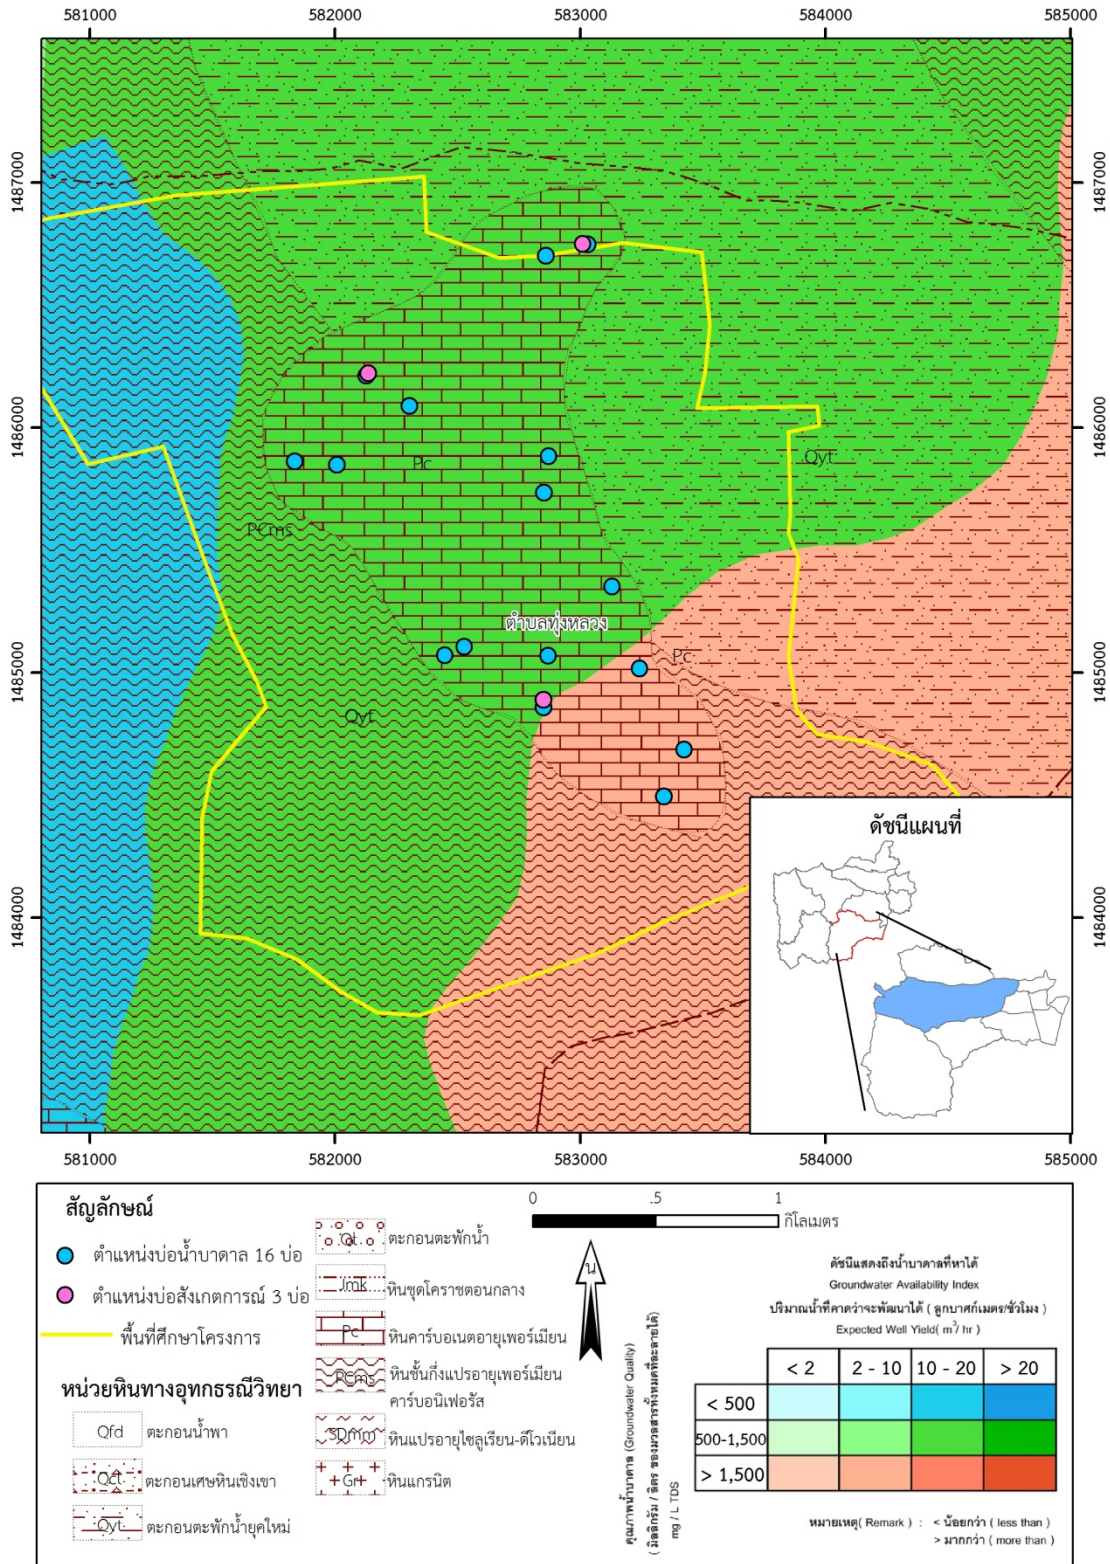 581000 582000 583000 584000 585000
1487000 1487000
1486000 1486000
Pc
Qyt
PCms
ตำบลทุ่งหลวง
1485000 Pc 1485000
Qyt
ดัชนีแผนที่
1484000 1484000
581000 582000 583000 584000 585000
สัญลักษณ์
ตำแหน่งบ่อน้ำบาดาล 16 บ่อ
ตำแหน่งบ่อสังเกตการณ์ 3 บ่อ
พื้นที่ศึกษาโครงการ
หน่วยหินทางอุทกธรณีวิทยา
Qfd ตะกอนน้ำพา
Qcl ตะกอนเศษหินเชิงเขา
Qyt ตะกอนตะพักน้ำยุคใหม่
Qt ตะกอนตะพักน้ำ
Jmk หินชุดโคราชตอนกลาง
Pc หินคาร์บอเนตอายุเพอร์เมียน
PCms หินชั้นกึ่งแปรอายุเพอร์เมียน
คาร์บอนิเฟอรัส
SDmm หินแปรอายุไซลูเรียน-ดีโวเนียน
Gr หินแกรนิต
0 .5 1
กิโลเมตร
น
ดัชนีแสดงถึงน้ำบาดาลที่หาได้
Groundwater Availability Index
ปริมาณน้ำที่คาดว่าจะพัฒนาได้ ( ลูกบาศก์เมตร/ชั่วโมง )
Expected Well Yield( m³/ hr )
คุณภาพน้ำบาดาล (Groundwater Quality)
( มิลลิกรัม / ลิตร ของมวลสารทั้งหมดที่ละลายได้)
mg / L TDS
< 2 2 - 10 10 - 20 > 20
< 500
500-1,500
> 1,500
หมายเหตุ( Remark ) : < น้อยกว่า ( less than )
> มากกว่า ( more than )